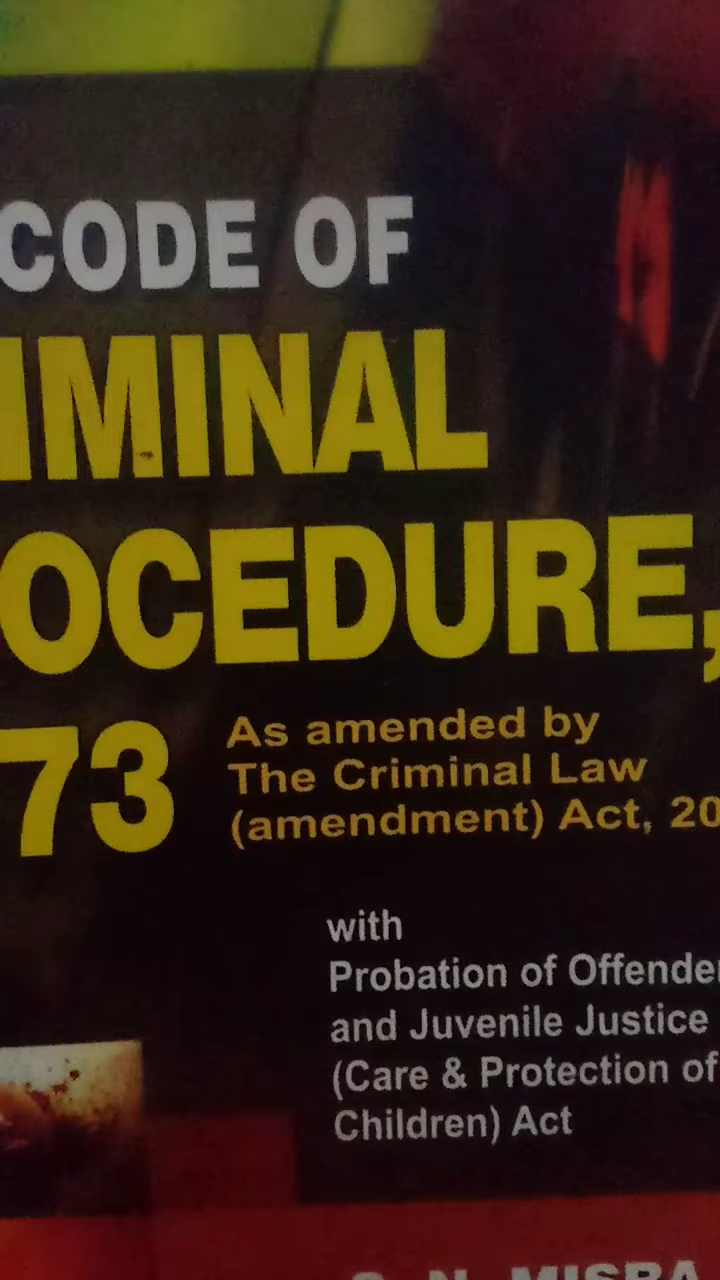 CODE OF
IMINAL
OCEDURE,
73
As amended by
The Criminal Law
(amendment) Act, 20
with
Probation of Offender
and Juvenile Justice
(Care & Protection of
Children) Act
S. N. MISRA